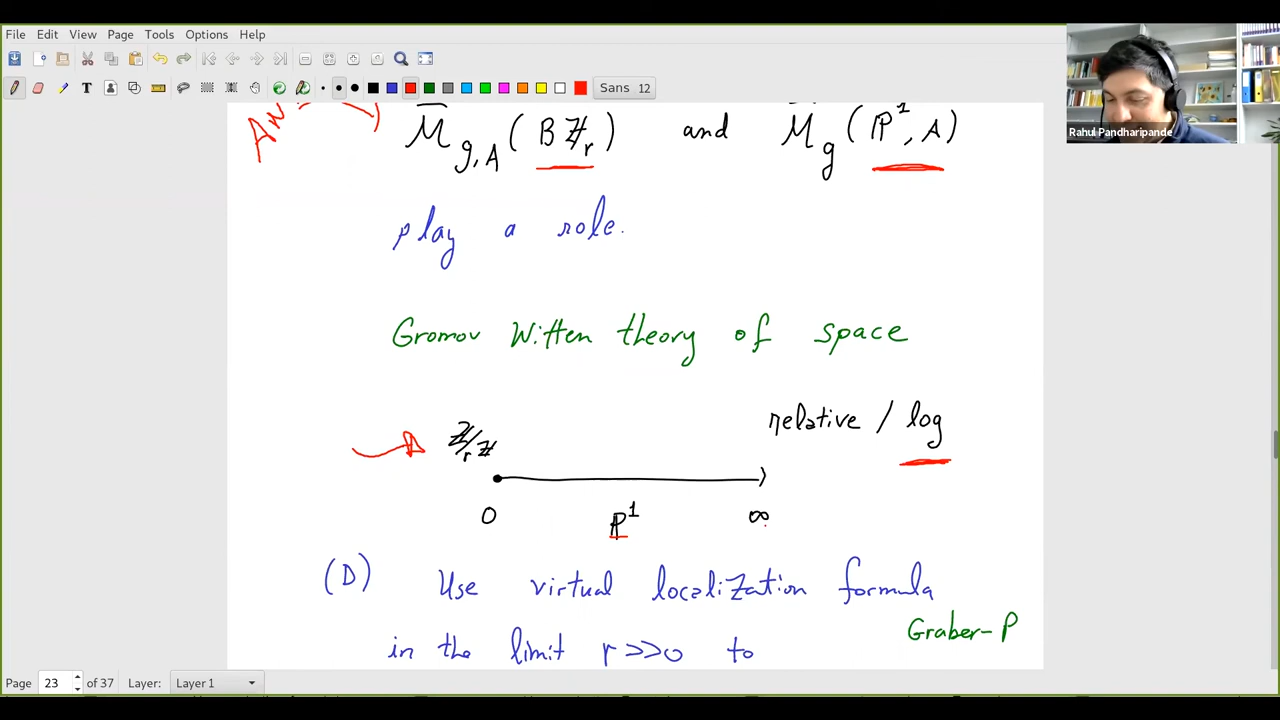 File Edit View Page Tools Options Help
Sans 12
Rahul Pandharipande
M̅g,A (BZr) and M̅g (P¹, A)
play a role.
Gromov Witten theory of space
relative / log
Z/rZ
0 P¹ ∞
(D) Use virtual localization formula
Graber-P
in the limit r>>0 to
Page 23 of 37 Layer: Layer 1